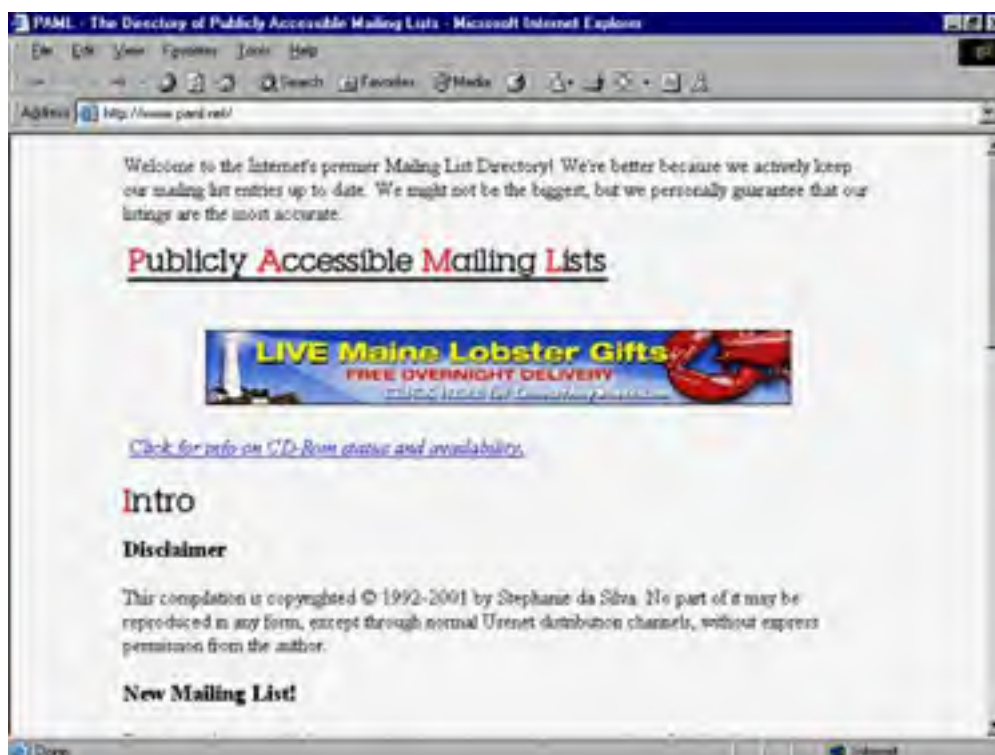 PAML - The Directory of Publicly Accessible Mailing Lists - Microsoft Internet Explorer
File Edit View Favorites Tools Help
Search Favorites Media
Address http://www.paml.net/
Welcome to the Internet's premier Mailing List Directory! We're better because we actively keep
our mailing list entries up to date. We might not be the biggest, but we personally guarantee that our
listings are the most accurate.
Publicly Accessible Mailing Lists
LIVE Maine Lobster Gifts
FREE OVERNIGHT DELIVERY
CLICK HERE for
Click for info on CD-Rom status and availability.
Intro
Disclaimer
This compilation is copyrighted © 1992-2001 by Stephanie da Silva. No part of it may be
reproduced in any form, except through normal Usenet distribution channels, without express
permission from the author.
New Mailing List!
Done
Internet